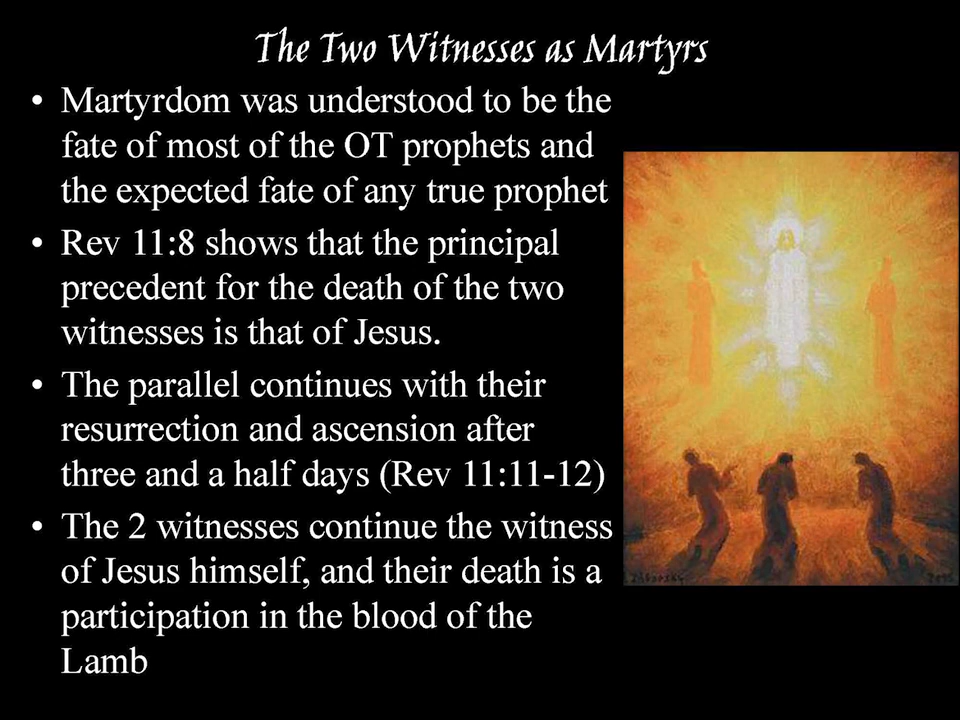 The Two Witnesses as Martyrs
• Martyrdom was understood to be the
fate of most of the OT prophets and
the expected fate of any true prophet
• Rev 11:8 shows that the principal
precedent for the death of the two
witnesses is that of Jesus.
• The parallel continues with their
resurrection and ascension after
three and a half days (Rev 11:11-12)
• The 2 witnesses continue the witness
of Jesus himself, and their death is a
participation in the blood of the
Lamb